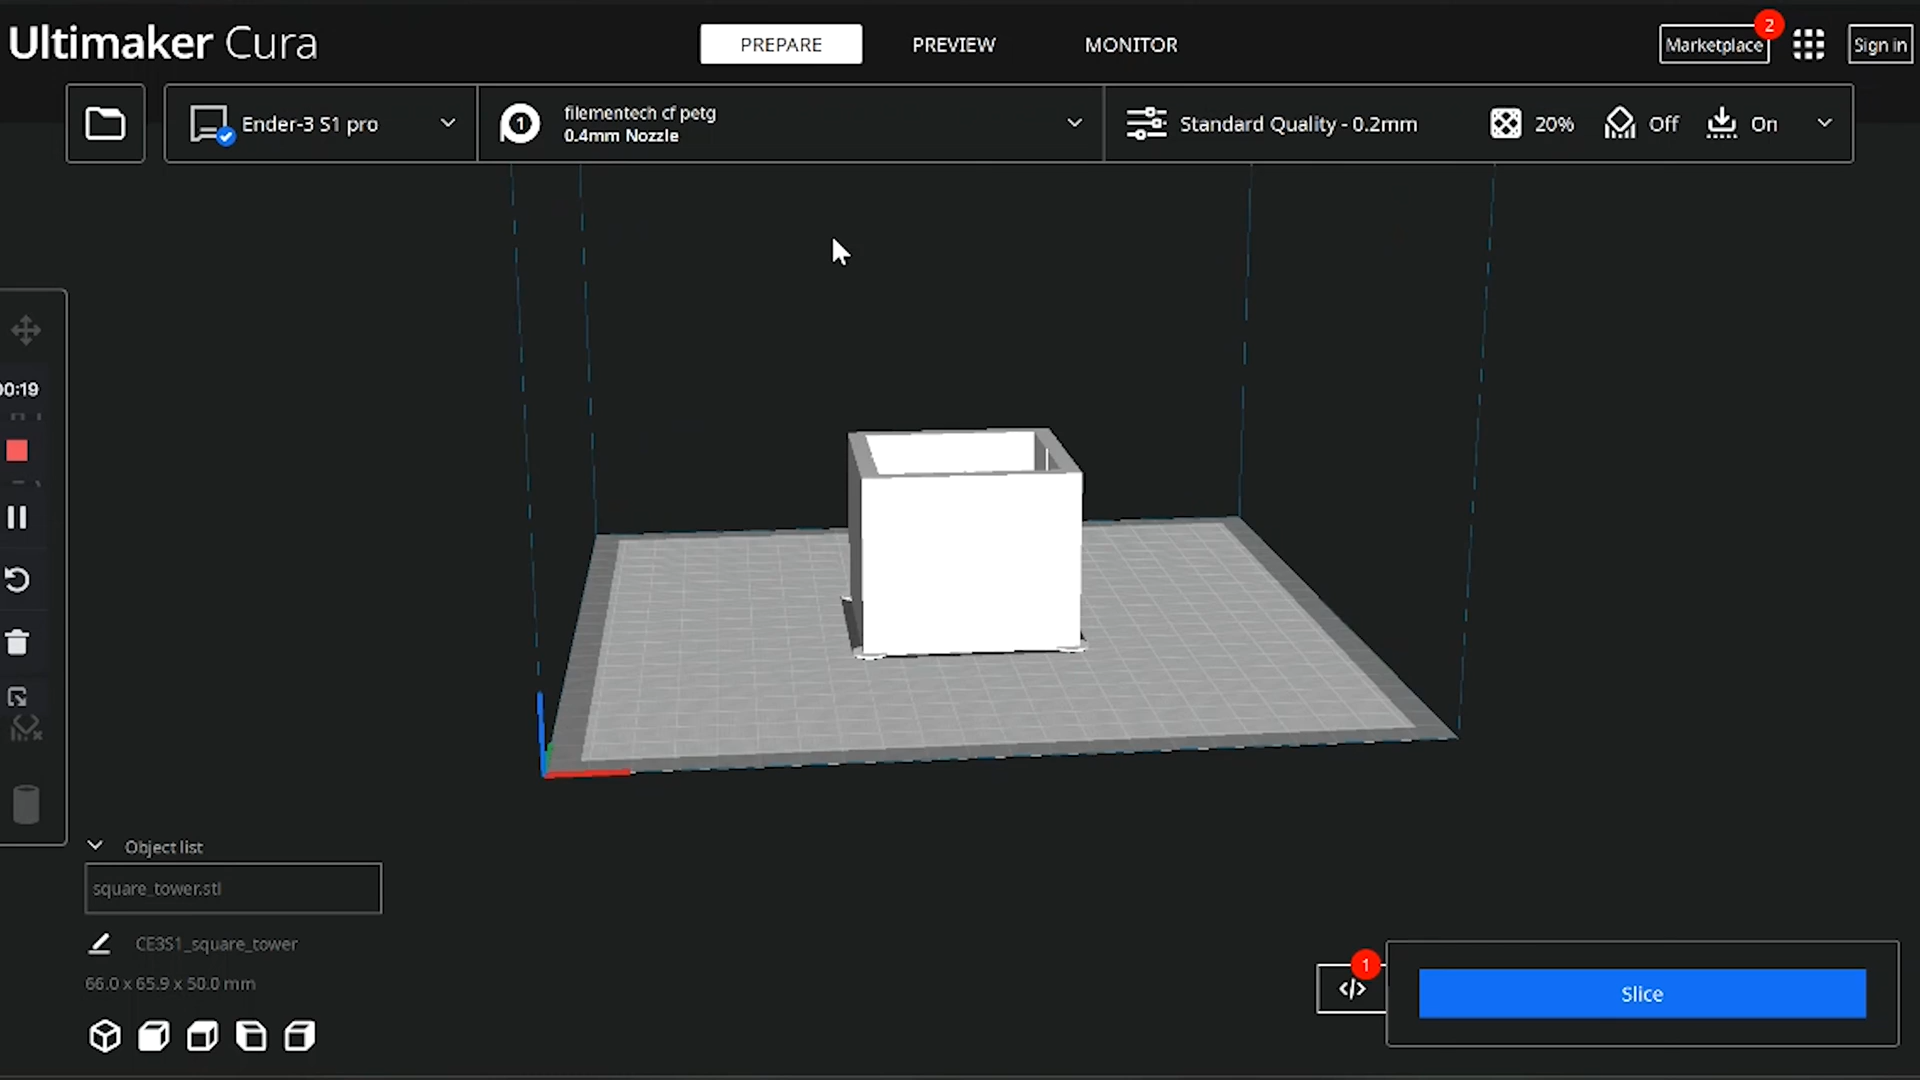 Ultimaker Cura
PREPARE
PREVIEW
MONITOR
Marketplace
2
Sign in
Ender-3 S1 pro
1
filementech cf petg
0.4mm Nozzle
Standard Quality - 0.2mm
20%
Off
On
00:19
Object list
square_tower.stl
CE3S1_square_tower
66.0 x 65.9 x 50.0 mm
1
</>
Slice